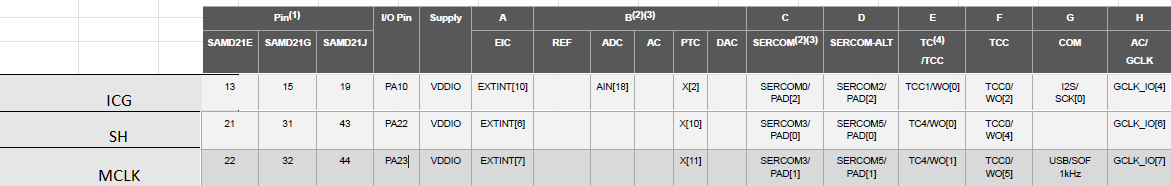 Pin(1) I/O Pin Supply A B(2)(3) C D E F G H
SAMD21E SAMD21G SAMD21J EIC REF ADC AC PTC DAC SERCOM(2)(3) SERCOM-ALT TC(4) /TCC TCC COM AC/ GCLK
ICG 13 15 19 PA10 VDDIO EXTINT[10] AIN[18] X[2] SERCOM0/ PAD[2] SERCOM2/ PAD[2] TCC1/WO[0] TCC0/ WO[2] I2S/ SCK[0] GCLK_IO[4]
SH 21 31 43 PA22 VDDIO EXTINT[6] X[10] SERCOM3/ PAD[0] SERCOM5/ PAD[0] TC4/WO[0] TCC0/ WO[4] GCLK_IO[6]
MCLK 22 32 44 PA23 VDDIO EXTINT[7] X[11] SERCOM3/ PAD[1] SERCOM5/ PAD[1] TC4/WO[1] TCC0/ WO[5] USB/SOF 1kHz GCLK_IO[7]